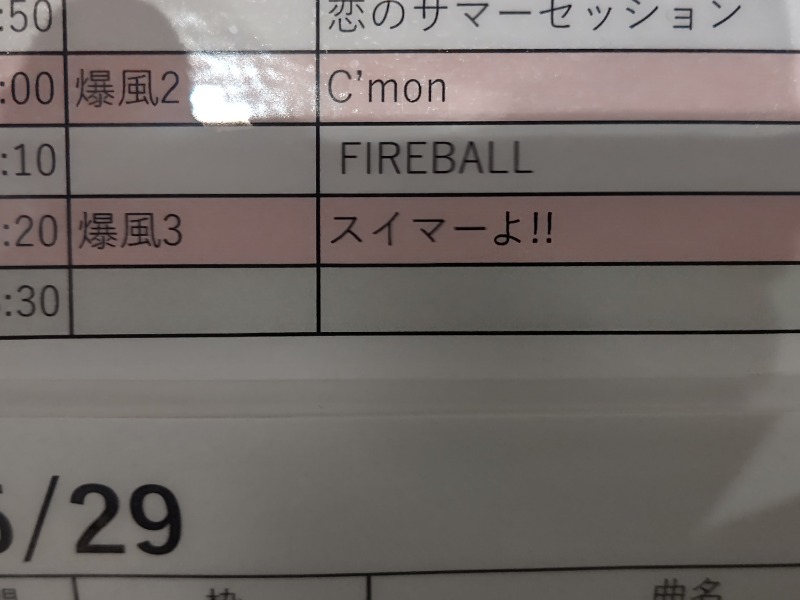 :50 恋のサマーセッション
:00 爆風2 C'mon
:10 FIREBALL
:20 爆風3 スイマーよ!!
:30
/29
枠 曲名